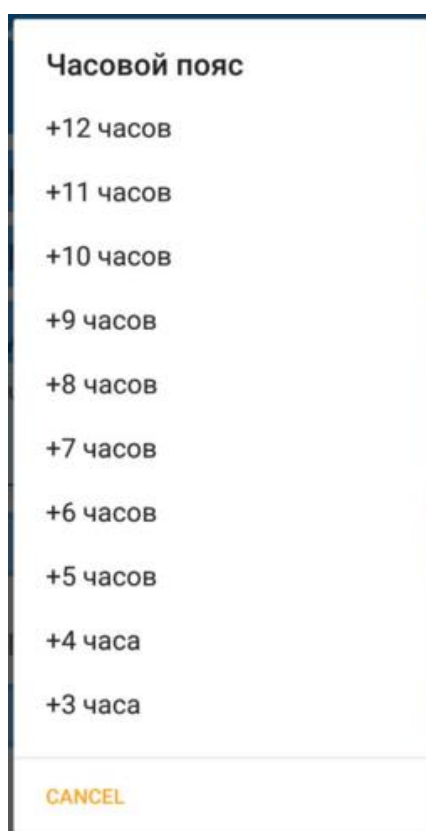 Часовой пояс
+12 часов
+11 часов
+10 часов
+9 часов
+8 часов
+7 часов
+6 часов
+5 часов
+4 часа
+3 часа
CANCEL